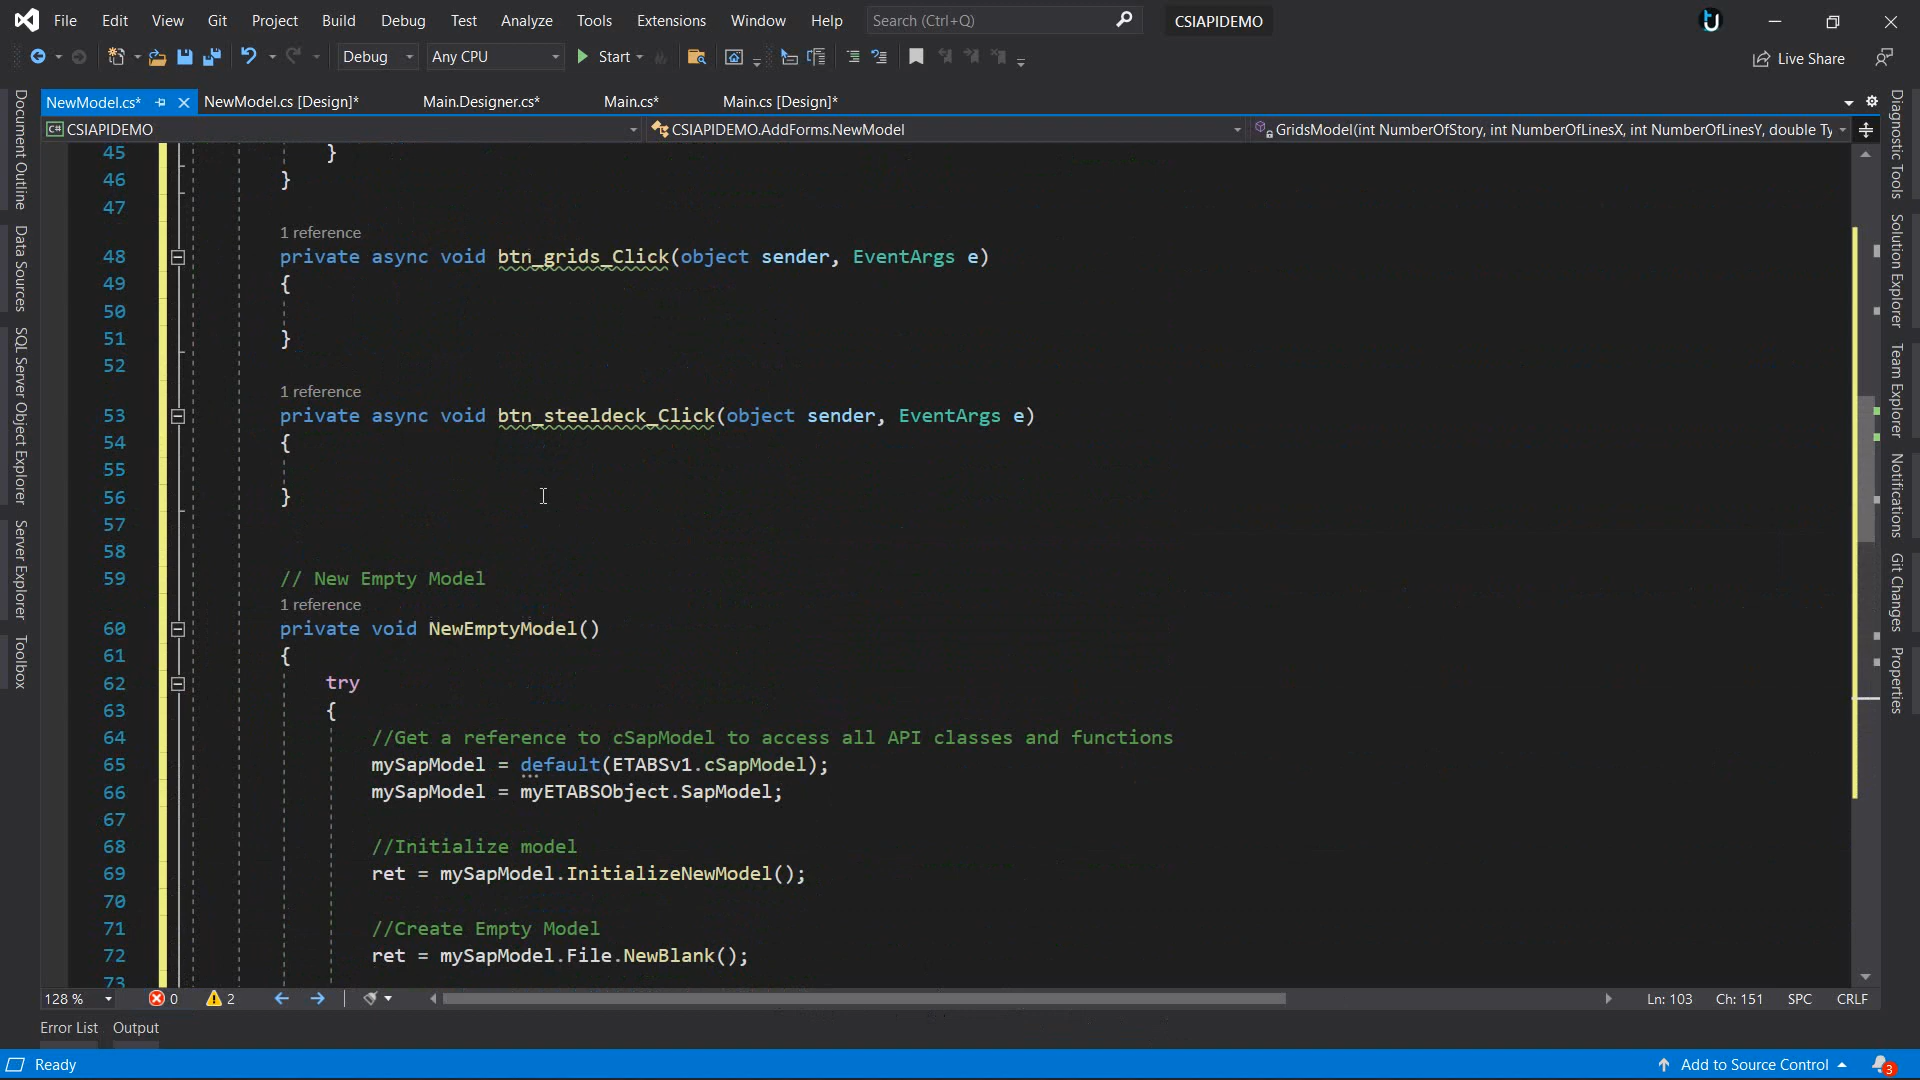 File Edit View Git Project Build Debug Test Analyze Tools Extensions Window Help Search (Ctrl+Q) CSIAPIDEMO
Debug Any CPU Start Live Share
NewModel.cs* NewModel.cs [Design]* Main.Designer.cs* Main.cs* Main.cs [Design]*
C# CSIAPIDEMO CSIAPIDEMO.AddForms.NewModel GridsModel(int NumberOfStory, int NumberOfLinesX, int NumberOfLinesY, double Ty
Document Outline
Data Sources
SQL Server Object Explorer
Server Explorer
Toolbox
45 }
46 }
47
1 reference
48 private async void btn_grids_Click(object sender, EventArgs e)
49 {
50
51 }
52
1 reference
53 private async void btn_steeldeck_Click(object sender, EventArgs e)
54 {
55
56 }
57
58
59 // New Empty Model
1 reference
60 private void NewEmptyModel()
61 {
62 try
63 {
64 //Get a reference to cSapModel to access all API classes and functions
65 mySapModel = default(ETABSv1.cSapModel);
66 mySapModel = myETABSObject.SapModel;
67
68 //Initialize model
69 ret = mySapModel.InitializeNewModel();
70
71 //Create Empty Model
72 ret = mySapModel.File.NewBlank();
73
Diagnostic Tools
Solution Explorer
Team Explorer
Notifications
Git Changes
Properties
128 % 0 2 Ln: 103 Ch: 151 SPC CRLF
Error List Output
Ready Add to Source Control 3